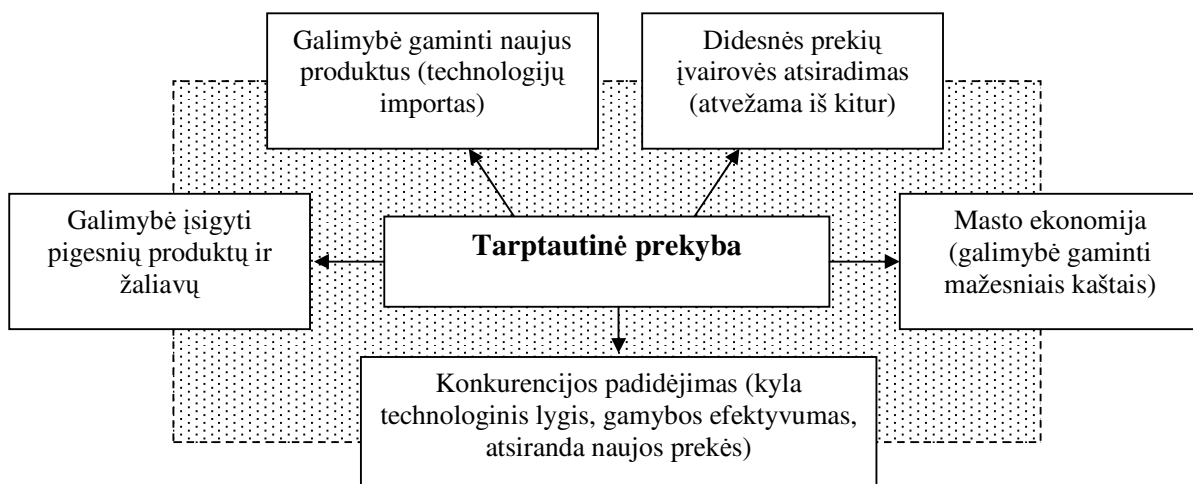 Galimybė gaminti naujus
produktus (technologijų
importas)
Didesnės prekių
įvairovės atsiradimas
(atvežama iš kitur)
Galimybė įsigyti
pigesnių produktų ir
žaliavų
Tarptautinė prekyba
Masto ekonomija
(galimybė gaminti
mažesniais kaštais)
Konkurencijos padidėjimas (kyla
technologinis lygis, gamybos efektyvumas,
atsiranda naujos prekės)